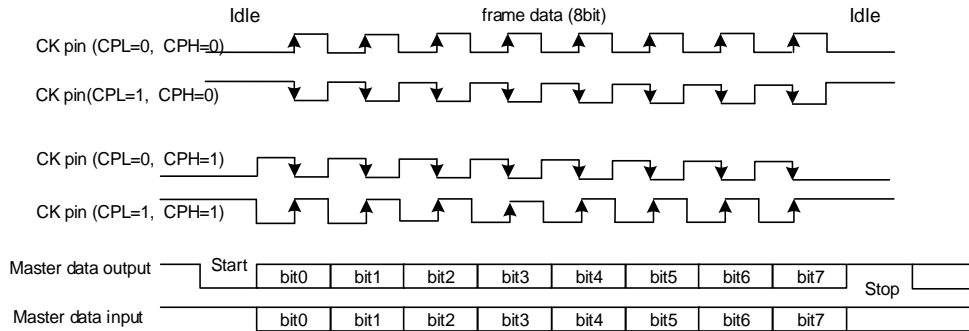 Idle frame data (8bit) Idle
CK pin (CPL=0, CPH=0)
CK pin(CPL=1, CPH=0)
CK pin (CPL=0, CPH=1)
CK pin (CPL=1, CPH=1)
Master data output Start bit0 bit1 bit2 bit3 bit4 bit5 bit6 bit7
Stop
Master data input bit0 bit1 bit2 bit3 bit4 bit5 bit6 bit7